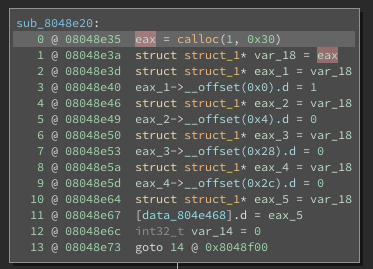 sub_8048e20:
0 @ 08048e35 eax = calloc(1, 0x30)
1 @ 08048e3a struct struct_1* var_18 = eax
2 @ 08048e3d struct struct_1* eax_1 = var_18
3 @ 08048e40 eax_1->__offset(0x0).d = 1
4 @ 08048e46 struct struct_1* eax_2 = var_18
5 @ 08048e49 eax_2->__offset(0x4).d = 0
6 @ 08048e50 struct struct_1* eax_3 = var_18
7 @ 08048e53 eax_3->__offset(0x28).d = 0
8 @ 08048e5a struct struct_1* eax_4 = var_18
9 @ 08048e5d eax_4->__offset(0x2c).d = 0
10 @ 08048e64 struct struct_1* eax_5 = var_18
11 @ 08048e67 [data_804e468].d = eax_5
12 @ 08048e6c int32_t var_14 = 0
13 @ 08048e73 goto 14 @ 0x8048f00